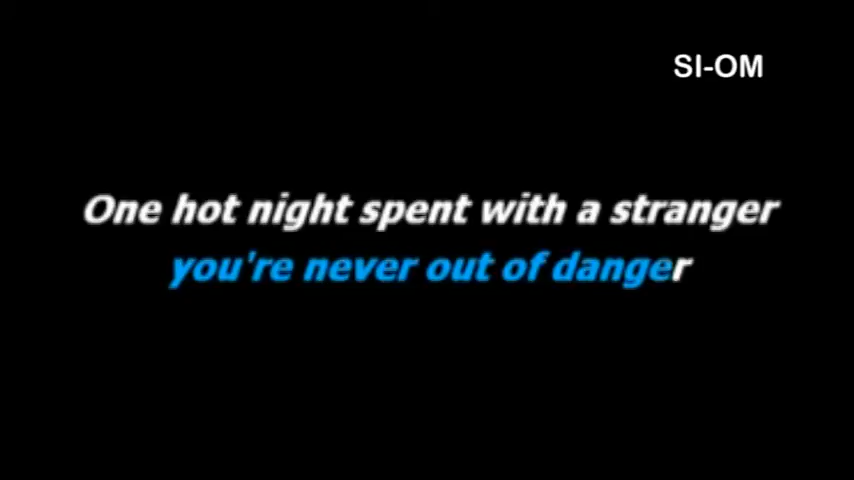 SI-OM
One hot night spent with a stranger
you're never out of danger